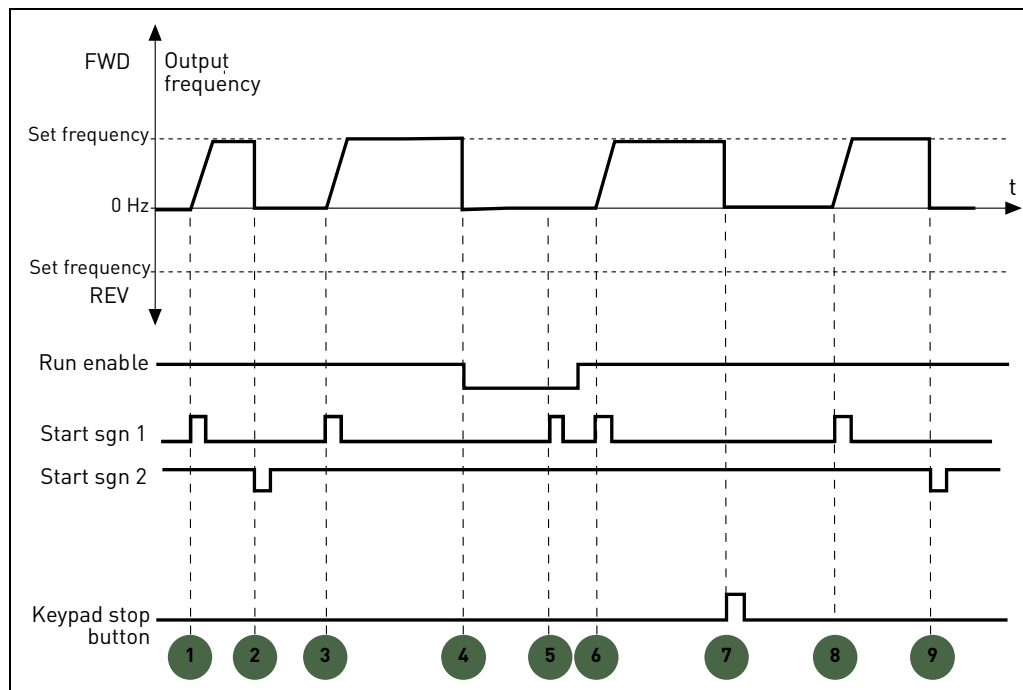 FWD
Output
frequency
Set frequency
0 Hz
t
Set frequency
REV
Run enable
Start sgn 1
Start sgn 2
Keypad stop
button
1 2 3 4 5 6 7 8 9